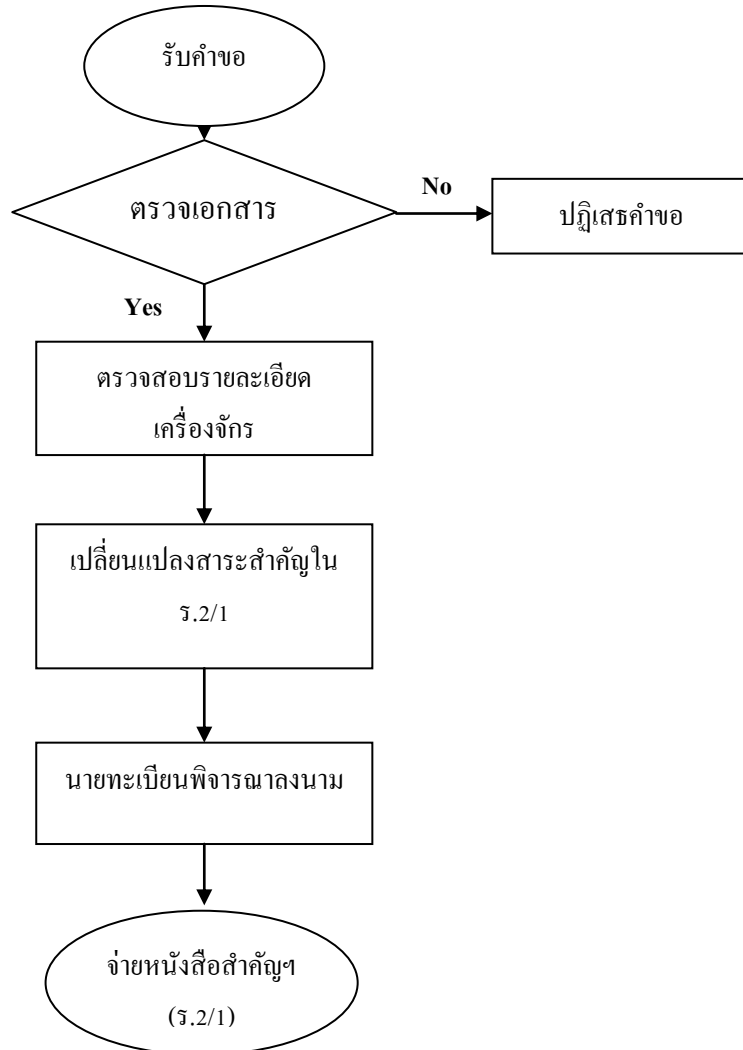 รับคำขอ
ตรวจเอกสาร
No
ปฏิเสธคำขอ
Yes
ตรวจสอบรายละเอียด
เครื่องจักร
เปลี่ยนแปลงสาระสำคัญใน
ร.2/1
นายทะเบียนพิจารณาลงนาม
จ่ายหนังสือสำคัญฯ
(ร.2/1)